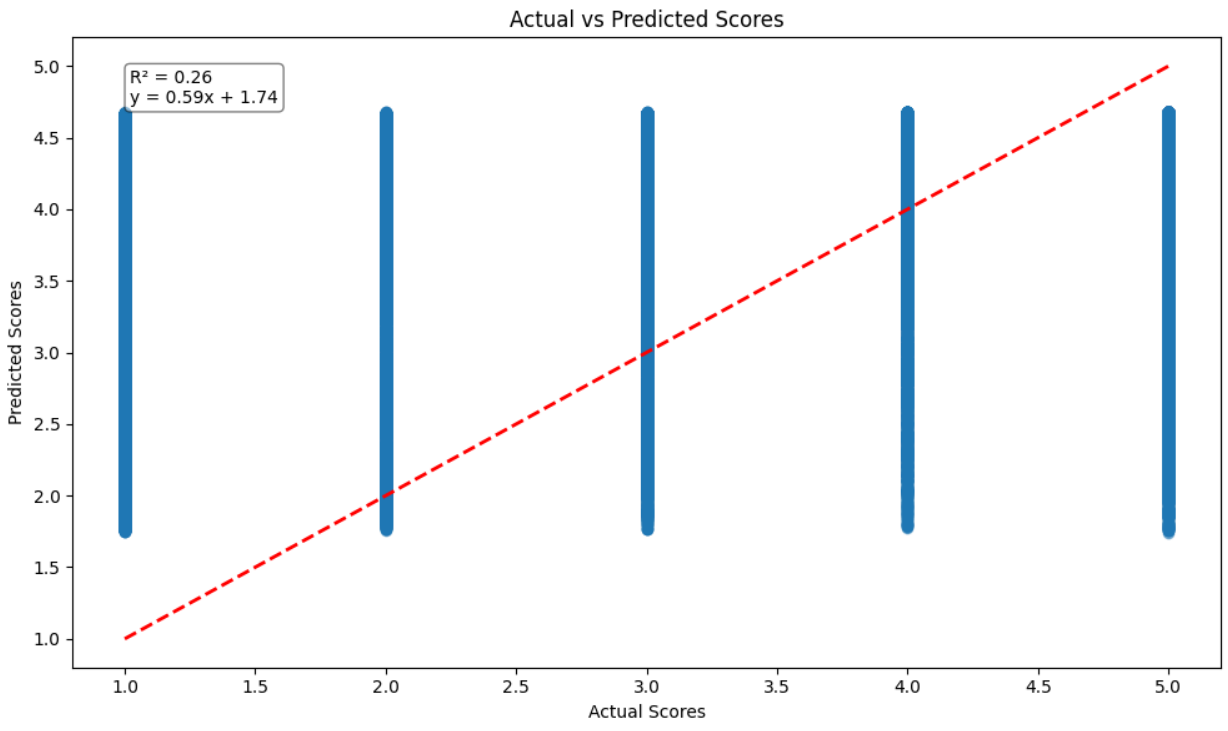 Actual vs Predicted Scores
R² = 0.26
y = 0.59x + 1.74
Predicted Scores
5.0
4.5
4.0
3.5
3.0
2.5
2.0
1.5
1.0
1.0 1.5 2.0 2.5 3.0 3.5 4.0 4.5 5.0
Actual Scores